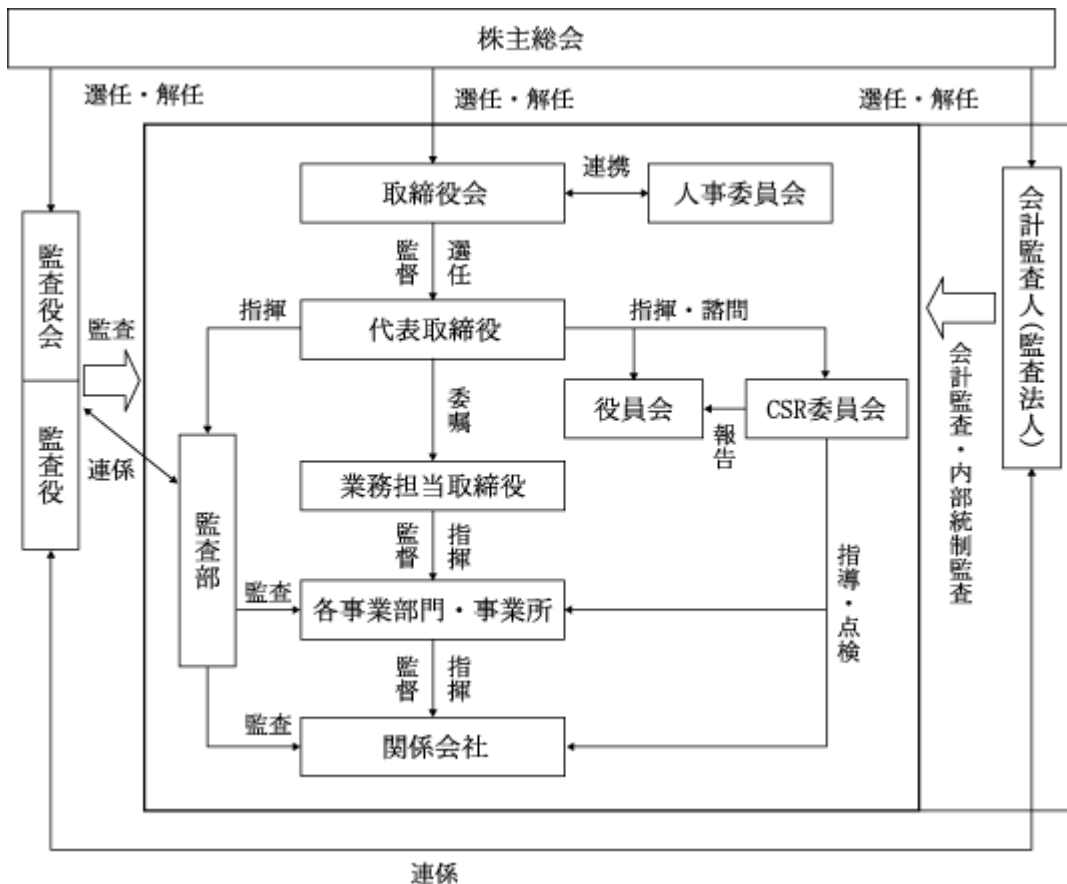 株主総会
選任・解任
選任・解任
選任・解任
取締役会
連携
人事委員会
監督
選任
指揮
代表取締役
指揮・諮問
監査役会
監査役
監査
連係
委嘱
役員会
報告
CSR委員会
会計監査人(監査法人)
会計監査・内部統制監査
業務担当取締役
監査部
監督
指揮
監査
各事業部門・事業所
指導・点検
監督
指揮
監査
関係会社
連係